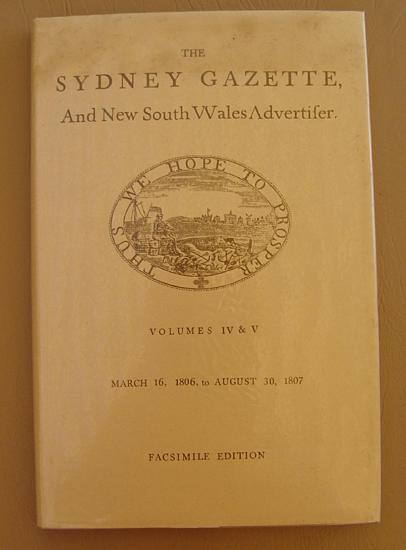 THE
SYDNEY GAZETTE,
And New South Wales Advertiſer.
THUS WE HOPE TO PROSPER
VOLUMES IV & V
MARCH 16, 1806, to AUGUST 30, 1807
FACSIMILE EDITION